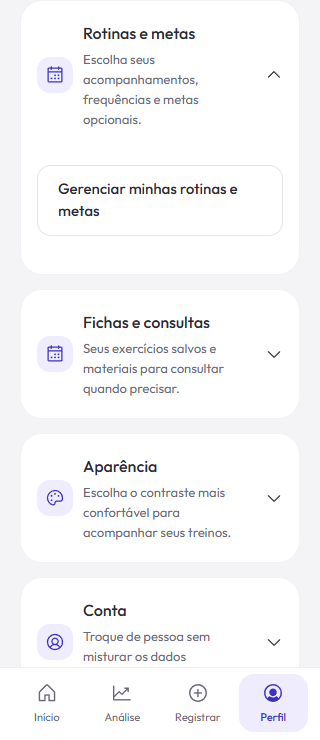 Rotinas e metas
Escolha seus
acompanhamentos,
frequências e metas
opcionais.
Gerenciar minhas rotinas e
metas
Fichas e consultas
Seus exercícios salvos e
materiais para consultar
quando precisar.
Aparência
Escolha o contraste mais
confortável para
acompanhar seus treinos.
Conta
Troque de pessoa sem
misturar os dados
Início
Análise
Registrar
Perfil